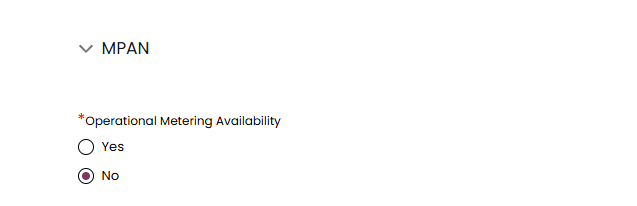 MPAN
*Operational Metering Availability
Yes
No